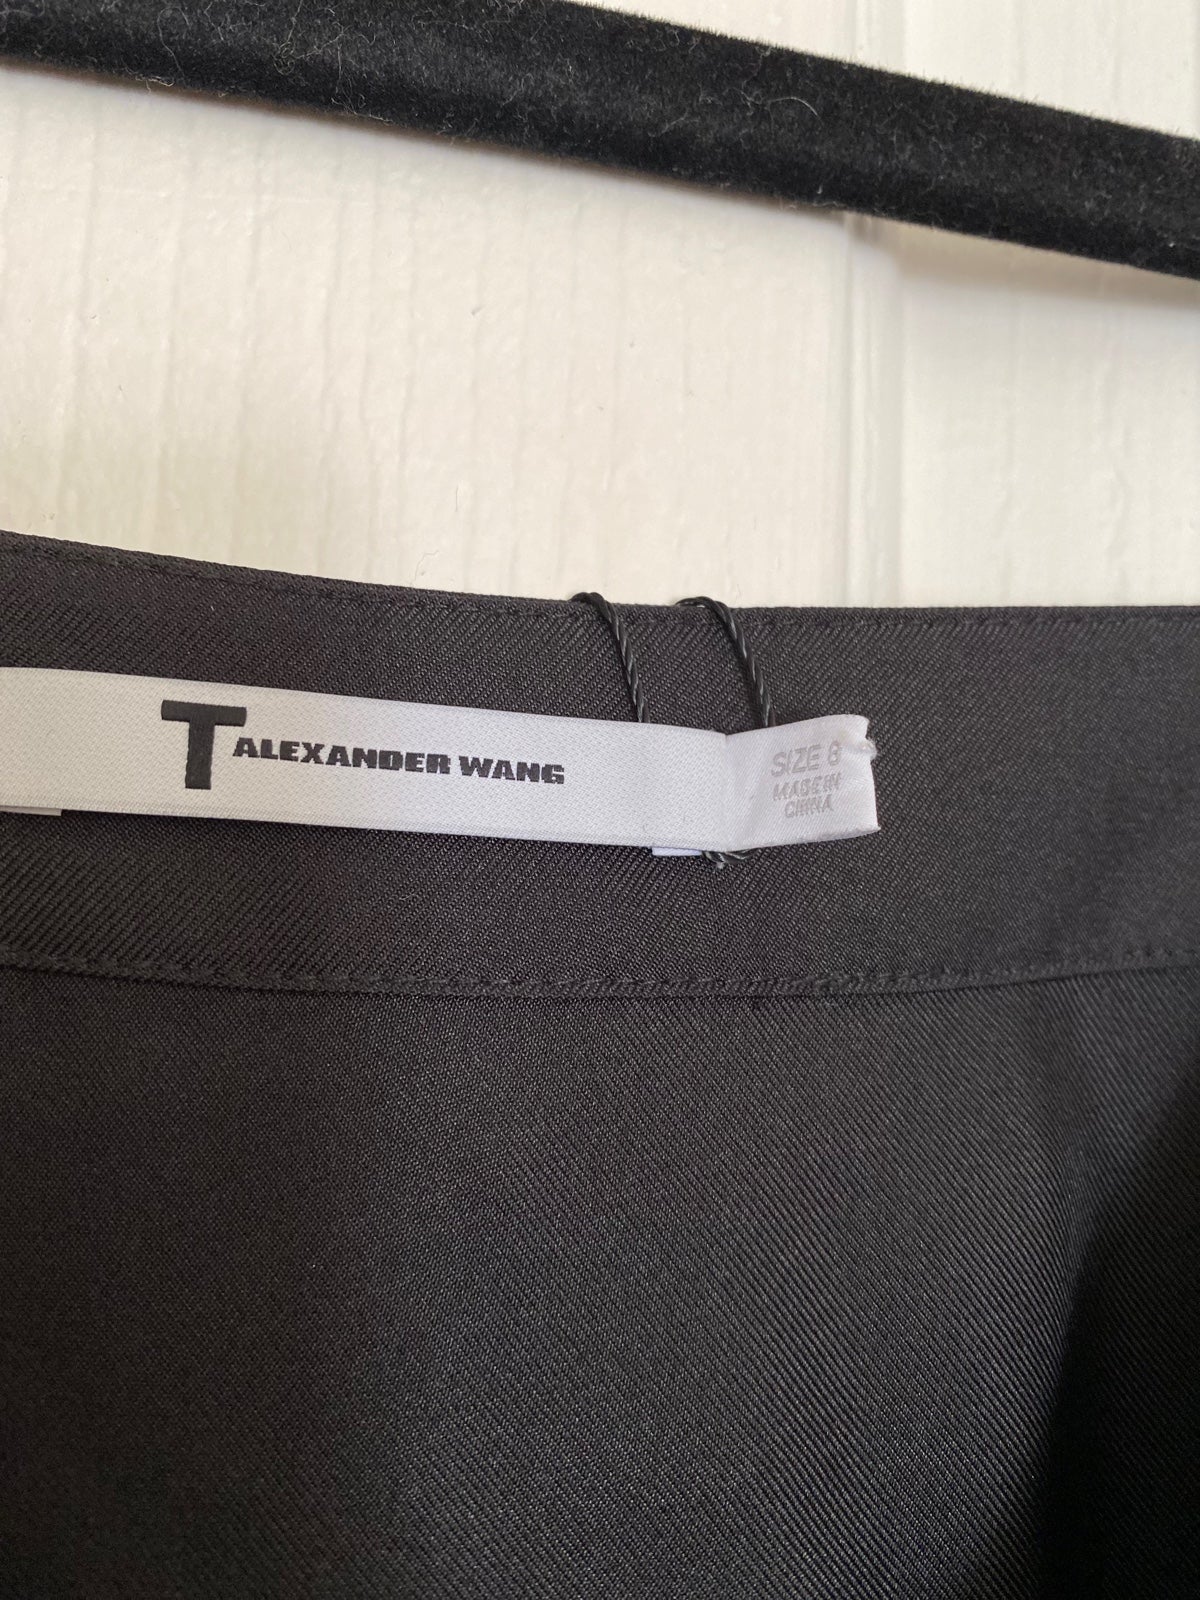 T ALEXANDER WANG
SIZE 8
MADE IN
CHINA